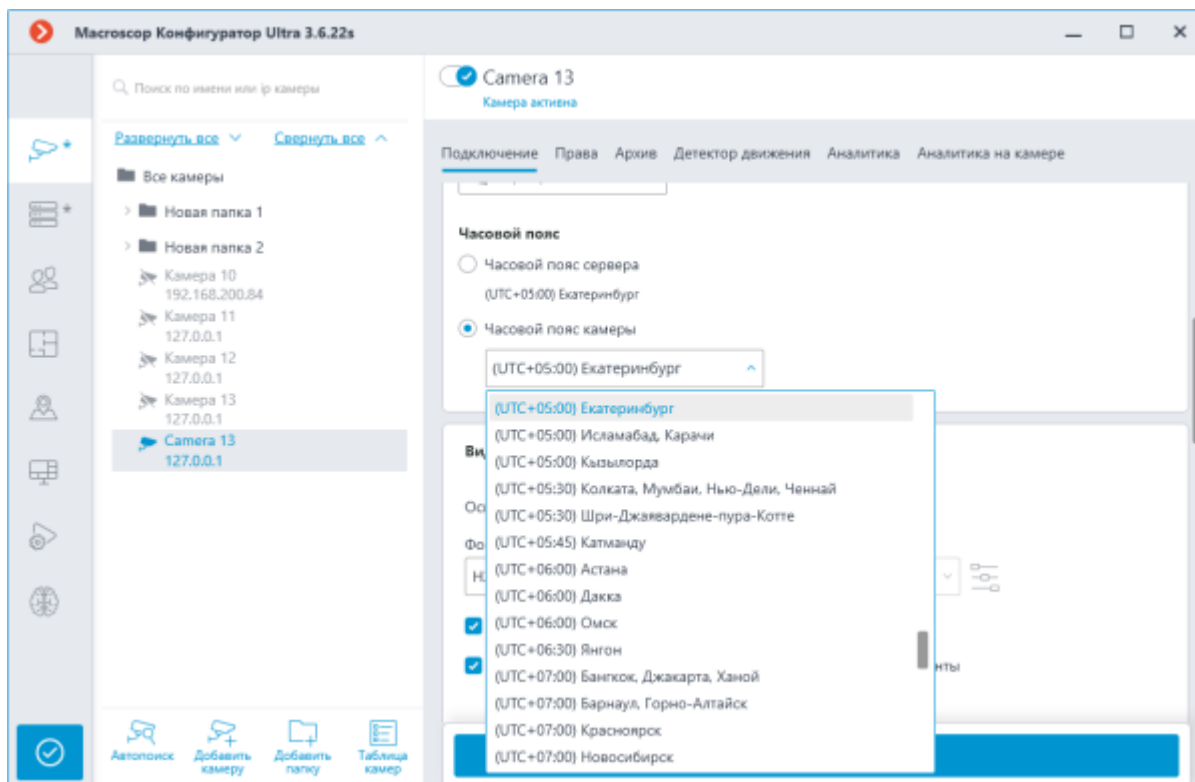 Macroscop Конфигуратор Ultra 3.6.22s
Поиск по имени или ip камеры
Развернуть все
Свернуть все
Все камеры
Новая папка 1
Новая папка 2
Камера 10
192.168.200.84
Камера 11
127.0.0.1
Камера 12
127.0.0.1
Камера 13
127.0.0.1
Camera 13
127.0.0.1
Автопоиск
Добавить камеру
Добавить папку
Таблица камер
Camera 13
Камера активна
Подключение Права Архив Детектор движения Аналитика Аналитика на камере
Часовой пояс
Часовой пояс сервера
(UTC+05:00) Екатеринбург
Часовой пояс камеры
(UTC+05:00) Екатеринбург
(UTC+05:00) Екатеринбург
(UTC+05:00) Исламабад, Карачи
(UTC+05:00) Кызылорда
(UTC+05:30) Колката, Мумбаи, Нью-Дели, Ченнай
(UTC+05:30) Шри-Джаявардене-пура-Котте
(UTC+05:45) Катманду
(UTC+06:00) Астана
(UTC+06:00) Дакка
(UTC+06:00) Омск
(UTC+06:30) Янгон
(UTC+07:00) Бангкок, Джакарта, Ханой
(UTC+07:00) Барнаул, Горно-Алтайск
(UTC+07:00) Красноярск
(UTC+07:00) Новосибирск